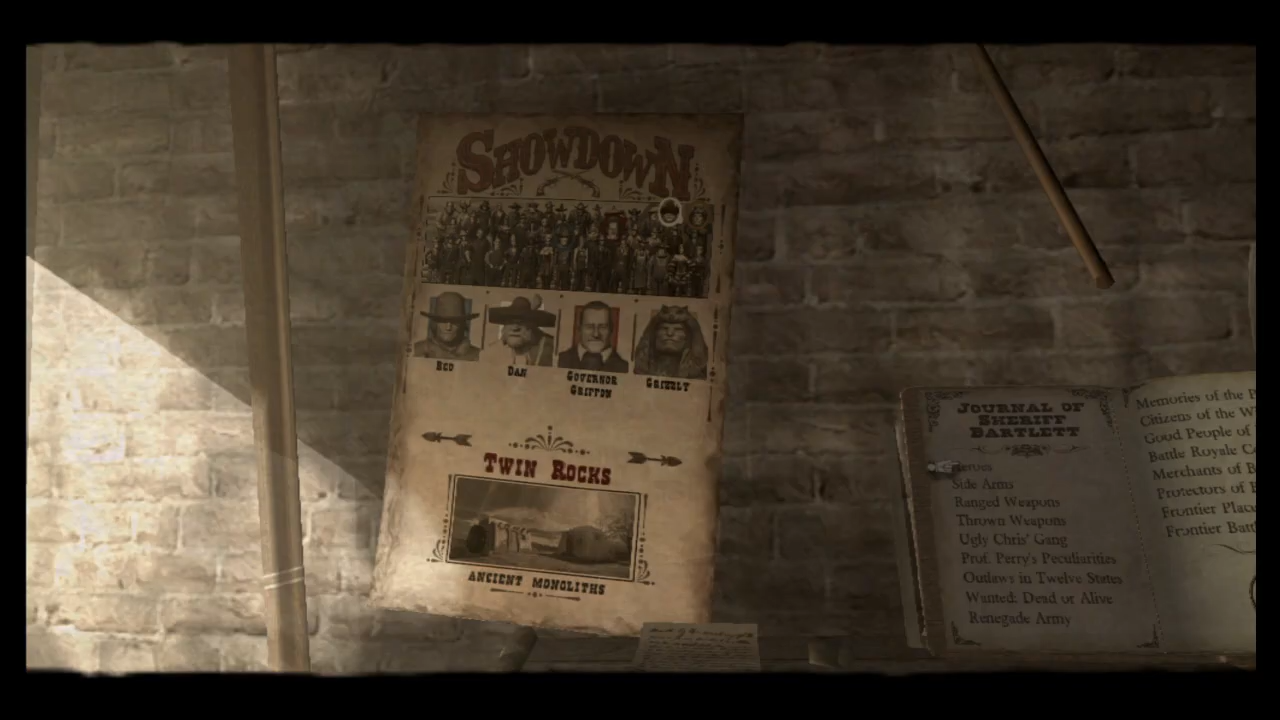 SHOWDOWN
RED
DAN
GOVERNOR
GRIFFON
GRIZZLY
TWIN ROCKS
ANCIENT MONOLITHS
JOURNAL OF
SHERIFF
BARTLETT
Heroes
Side Arms
Ranged Weapons
Thrown Weapons
Ugly Chris' Gang
Prof. Perry's Peculiarities
Outlaws in Twelve States
Wanted: Dead or Alive
Renegade Army
Memories of the
Citizens of the
Good People of
Battle Royale
Merchants of
Protectors of
Frontier
Frontier